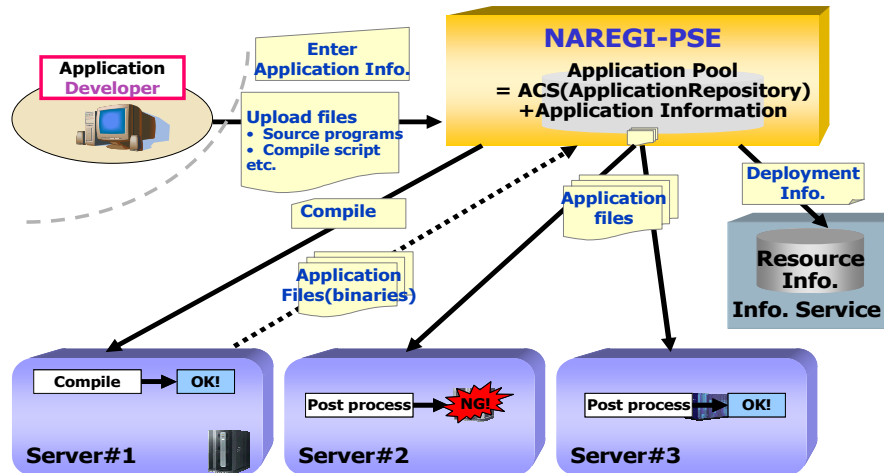 NAREGI-PSE
Application Pool
= ACS(ApplicationRepository)
+Application Information
Enter
Application Info.
Application
Developer
Upload files
• Source programs
• Compile script
etc.
Deployment
Info.
Compile
Application
files
Resource
Info.
Info. Service
Application
Files(binaries)
Compile
OK!
Server#1
Post process
NG!
Server#2
Post process
OK!
Server#3